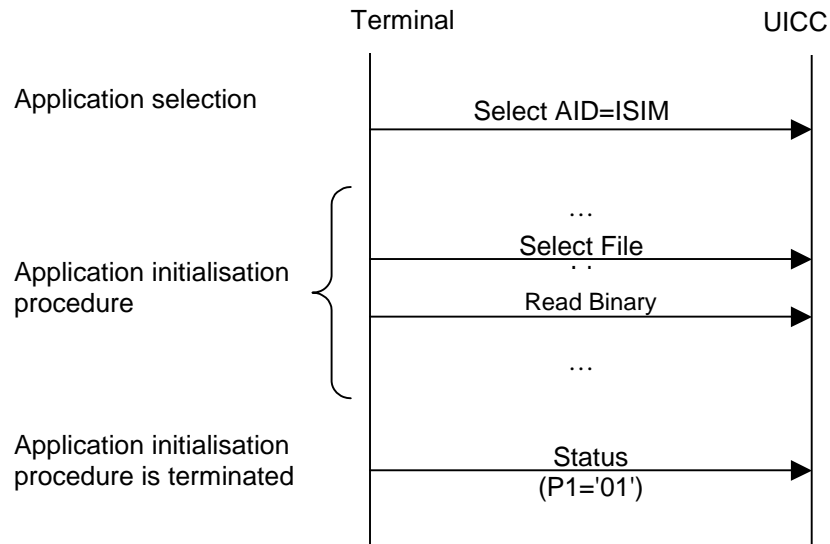 Terminal
UICC
Application selection
Select AID=ISIM
...
Select File
. .
Application initialisation
procedure
Read Binary
...
Application initialisation
procedure is terminated
Status
(P1='01')